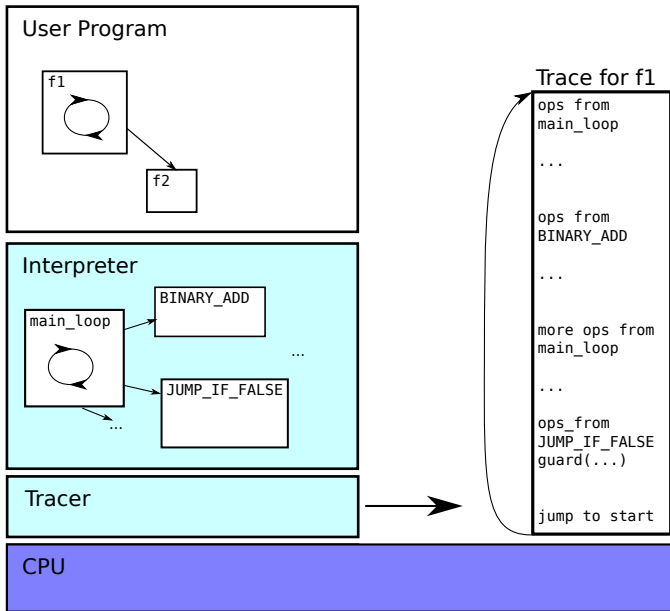 User Program
f1
f2
Interpreter
main_loop
BINARY_ADD
...
JUMP_IF_FALSE
...
Tracer
CPU
Trace for f1
ops from
main_loop
...
ops from
BINARY_ADD
...
more ops from
main_loop
...
ops_from
JUMP_IF_FALSE
guard(...)
jump to start